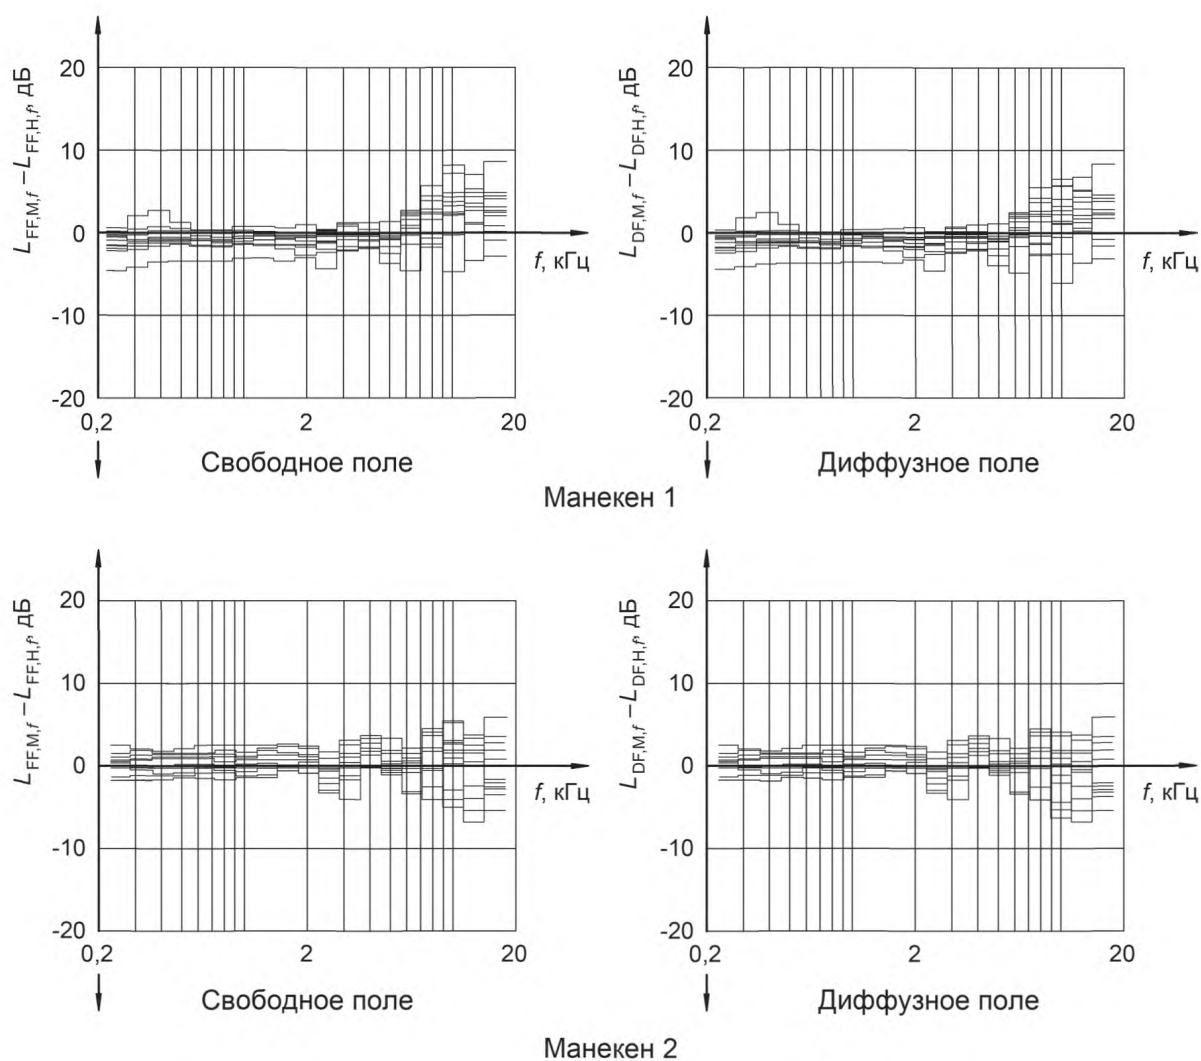 L_FF,M,f – L_FF,H,f, дБ
20
10
0
-10
-20
0,2
2
20
f, кГц
Свободное поле
L_DF,M,f – L_DF,H,f, дБ
20
10
0
-10
-20
0,2
2
20
f, кГц
Диффузное поле
Манекен 1
L_FF,M,f – L_FF,H,f, дБ
20
10
0
-10
-20
0,2
2
20
f, кГц
Свободное поле
L_DF,M,f – L_DF,H,f, дБ
20
10
0
-10
-20
0,2
2
20
f, кГц
Диффузное поле
Манекен 2